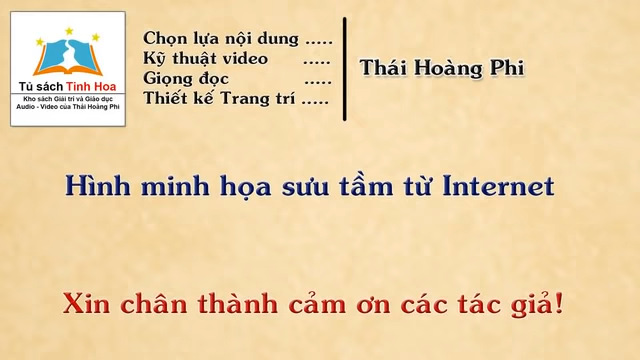 Tủ sách Tinh Hoa
Kho sách Giải trí và Giáo dục
Audio - Video của Thái Hoàng Phi
Chọn lựa nội dung .....
Kỹ thuật video .....
Giọng đọc .....
Thiết kế Trang trí .....
Thái Hoàng Phi
Hình minh họa sưu tầm từ Internet
Xin chân thành cảm ơn các tác giả!